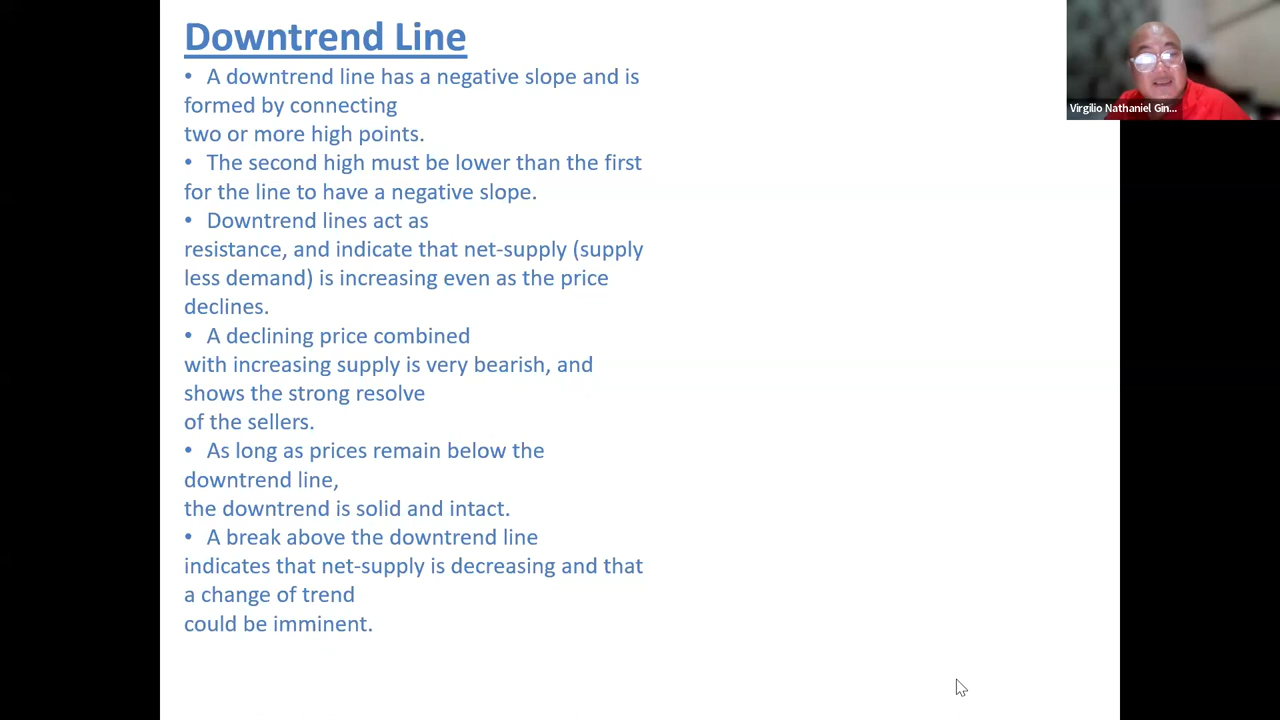 Downtrend Line
• A downtrend line has a negative slope and is
formed by connecting
two or more high points.
• The second high must be lower than the first
for the line to have a negative slope.
• Downtrend lines act as
resistance, and indicate that net-supply (supply
less demand) is increasing even as the price
declines.
• A declining price combined
with increasing supply is very bearish, and
shows the strong resolve
of the sellers.
• As long as prices remain below the
downtrend line,
the downtrend is solid and intact.
• A break above the downtrend line
indicates that net-supply is decreasing and that
a change of trend
could be imminent.
Virgilio Nathaniel Gin...